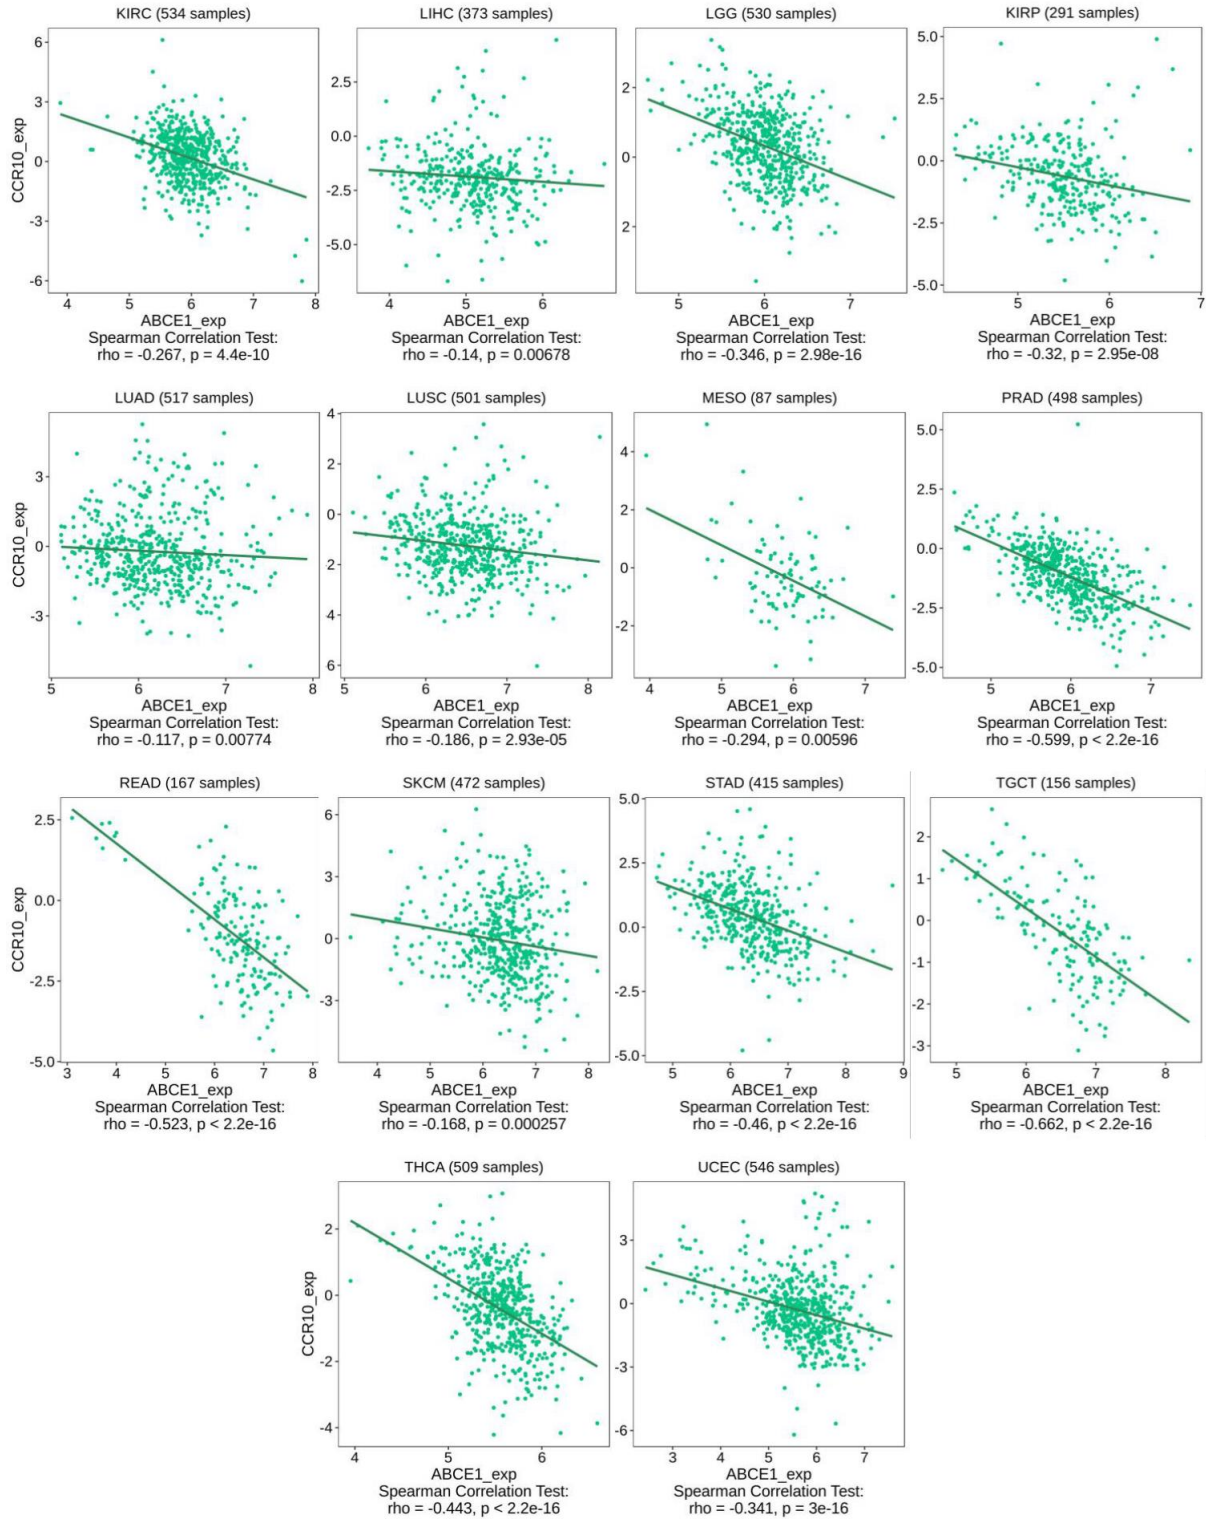 KIRC (534 samples)
LIHC (373 samples)
LGG (530 samples)
KIRP (291 samples)
CCR10_exp
6
3
0
-3
-6
4 5 6 7 8
2.5
0.0
-2.5
-5.0
4 5 6
2
0
2
5 6 7
5.0
2.5
0.0
-2.5
-5.0
5 6 7
ABCE1_exp
Spearman Correlation Test:
rho = -0.267, p = 4.4e-10
ABCE1_exp
Spearman Correlation Test:
rho = -0.14, p = 0.00678
ABCE1_exp
Spearman Correlation Test:
rho = -0.346, p = 2.98e-16
ABCE1_exp
Spearman Correlation Test:
rho = -0.32, p = 2.95e-08
LUAD (517 samples)
LUSC (501 samples)
MESO (87 samples)
PRAD (498 samples)
CCR10_exp
3
0
-3
5 6 7 8
4
2
0
2
6
5 6 7 8
4
2
0
-2
4 5 6 7
5.0
2.5
0.0
-2.5
-5.0
5 6 7
ABCE1_exp
Spearman Correlation Test:
rho = -0.117, p = 0.00774
ABCE1_exp
Spearman Correlation Test:
rho = -0.186, p = 2.93e-05
ABCE1_exp
Spearman Correlation Test:
rho = -0.294, p = 0.00596
ABCE1_exp
Spearman Correlation Test:
rho = -0.599, p < 2.2e-16
READ (167 samples)
SKCM (472 samples)
STAD (415 samples)
TGCT (156 samples)
CCR10_exp
2.5
0.0
-2.5
-5.0
3 4 5 6 7 8
6
3
0
-3
4 5 6 7 8
5.0
2.5
0.0
-2.5
-5.0
5 6 7 8 9
2
1
0
-1
-2
-3
5 6 7 8
ABCE1_exp
Spearman Correlation Test:
rho = -0.523, p < 2.2e-16
ABCE1_exp
Spearman Correlation Test:
rho = -0.168, p = 0.000257
ABCE1_exp
Spearman Correlation Test:
rho = -0.46, p < 2.2e-16
ABCE1_exp
Spearman Correlation Test:
rho = -0.662, p < 2.2e-16
THCA (509 samples)
UCEC (546 samples)
CCR10_exp
2
0
-2
-4
4 5 6
3
0
-3
-6
3 4 5 6 7
ABCE1_exp
Spearman Correlation Test:
rho = -0.443, p < 2.2e-16
ABCE1_exp
Spearman Correlation Test:
rho = -0.341, p = 3e-16